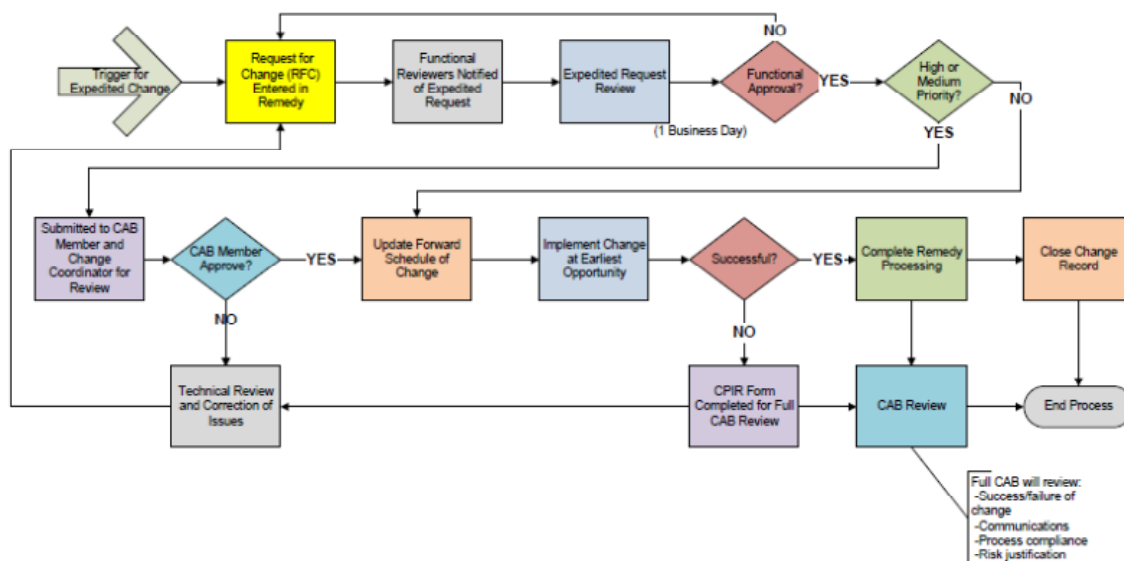 NO
Trigger for
Expedited Change
Request for
Change (RFC)
Entered in
Remedy
Functional
Reviewers Notified
of Expedited
Request
Expedited Request
Review
(1 Business Day)
Functional
Approval?
YES
High or
Medium
Priority?
NO
YES
Submitted to CAB
Member and
Change
Coordinator for
Review
CAB Member
Approve?
YES
NO
Update Forward
Schedule of
Change
Implement Change
at Earliest
Opportunity
Successful?
YES
NO
Complete Remedy
Processing
Close Change
Record
Technical Review
and Correction of
Issues
CPIR Form
Completed for Full
CAB Review
CAB Review
End Process
Full CAB will review:
-Success/failure of
change
-Communications
-Process compliance
-Risk justification